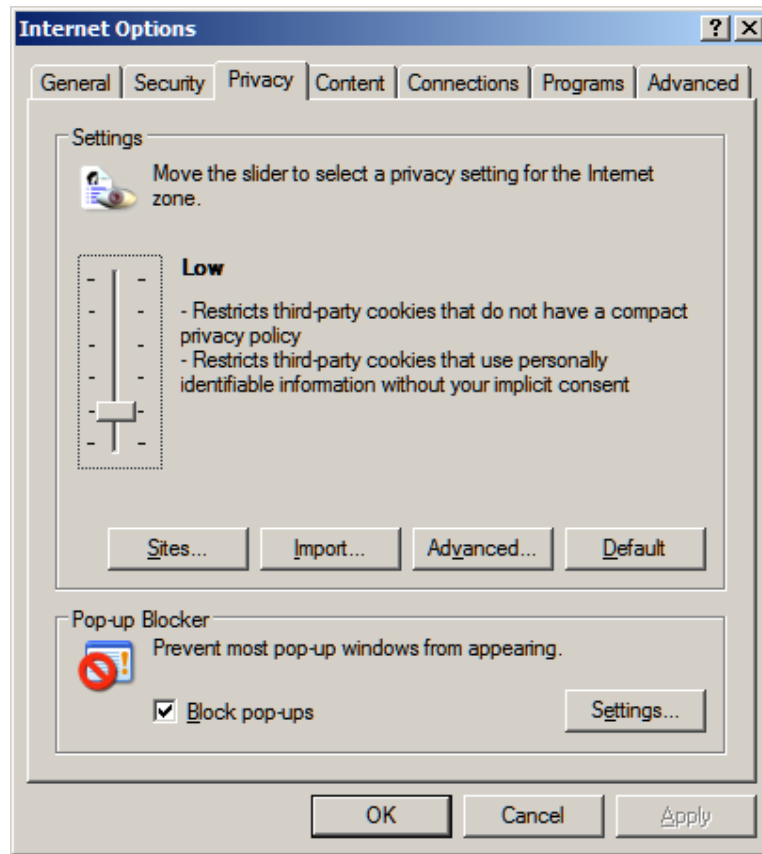 Internet Options
General Security Privacy Content Connections Programs Advanced
Settings
Move the slider to select a privacy setting for the Internet
zone.
Low
- Restricts third-party cookies that do not have a compact
privacy policy
- Restricts third-party cookies that use personally
identifiable information without your implicit consent
Sites... Import... Advanced... Default
Pop-up Blocker
Prevent most pop-up windows from appearing.
Block pop-ups Settings...
OK Cancel Apply